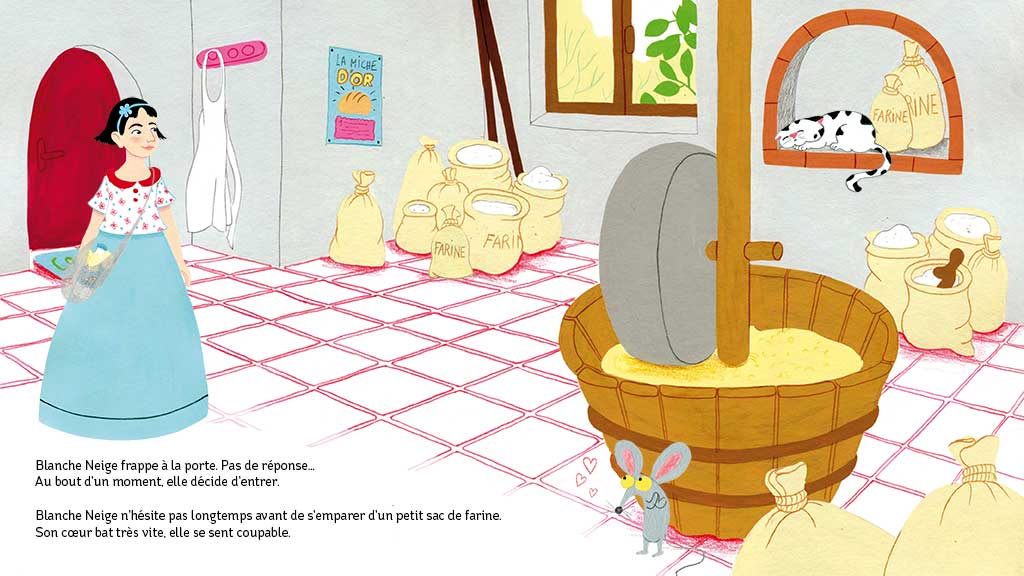 LA MICHE
D'OR
FARINE
FARINE
FARINE
FARIN
Blanche Neige frappe à la porte. Pas de réponse...
Au bout d'un moment, elle décide d'entrer.
Blanche Neige n'hésite pas longtemps avant de s'emparer d'un petit sac de farine.
Son cœur bat très vite, elle se sent coupable.